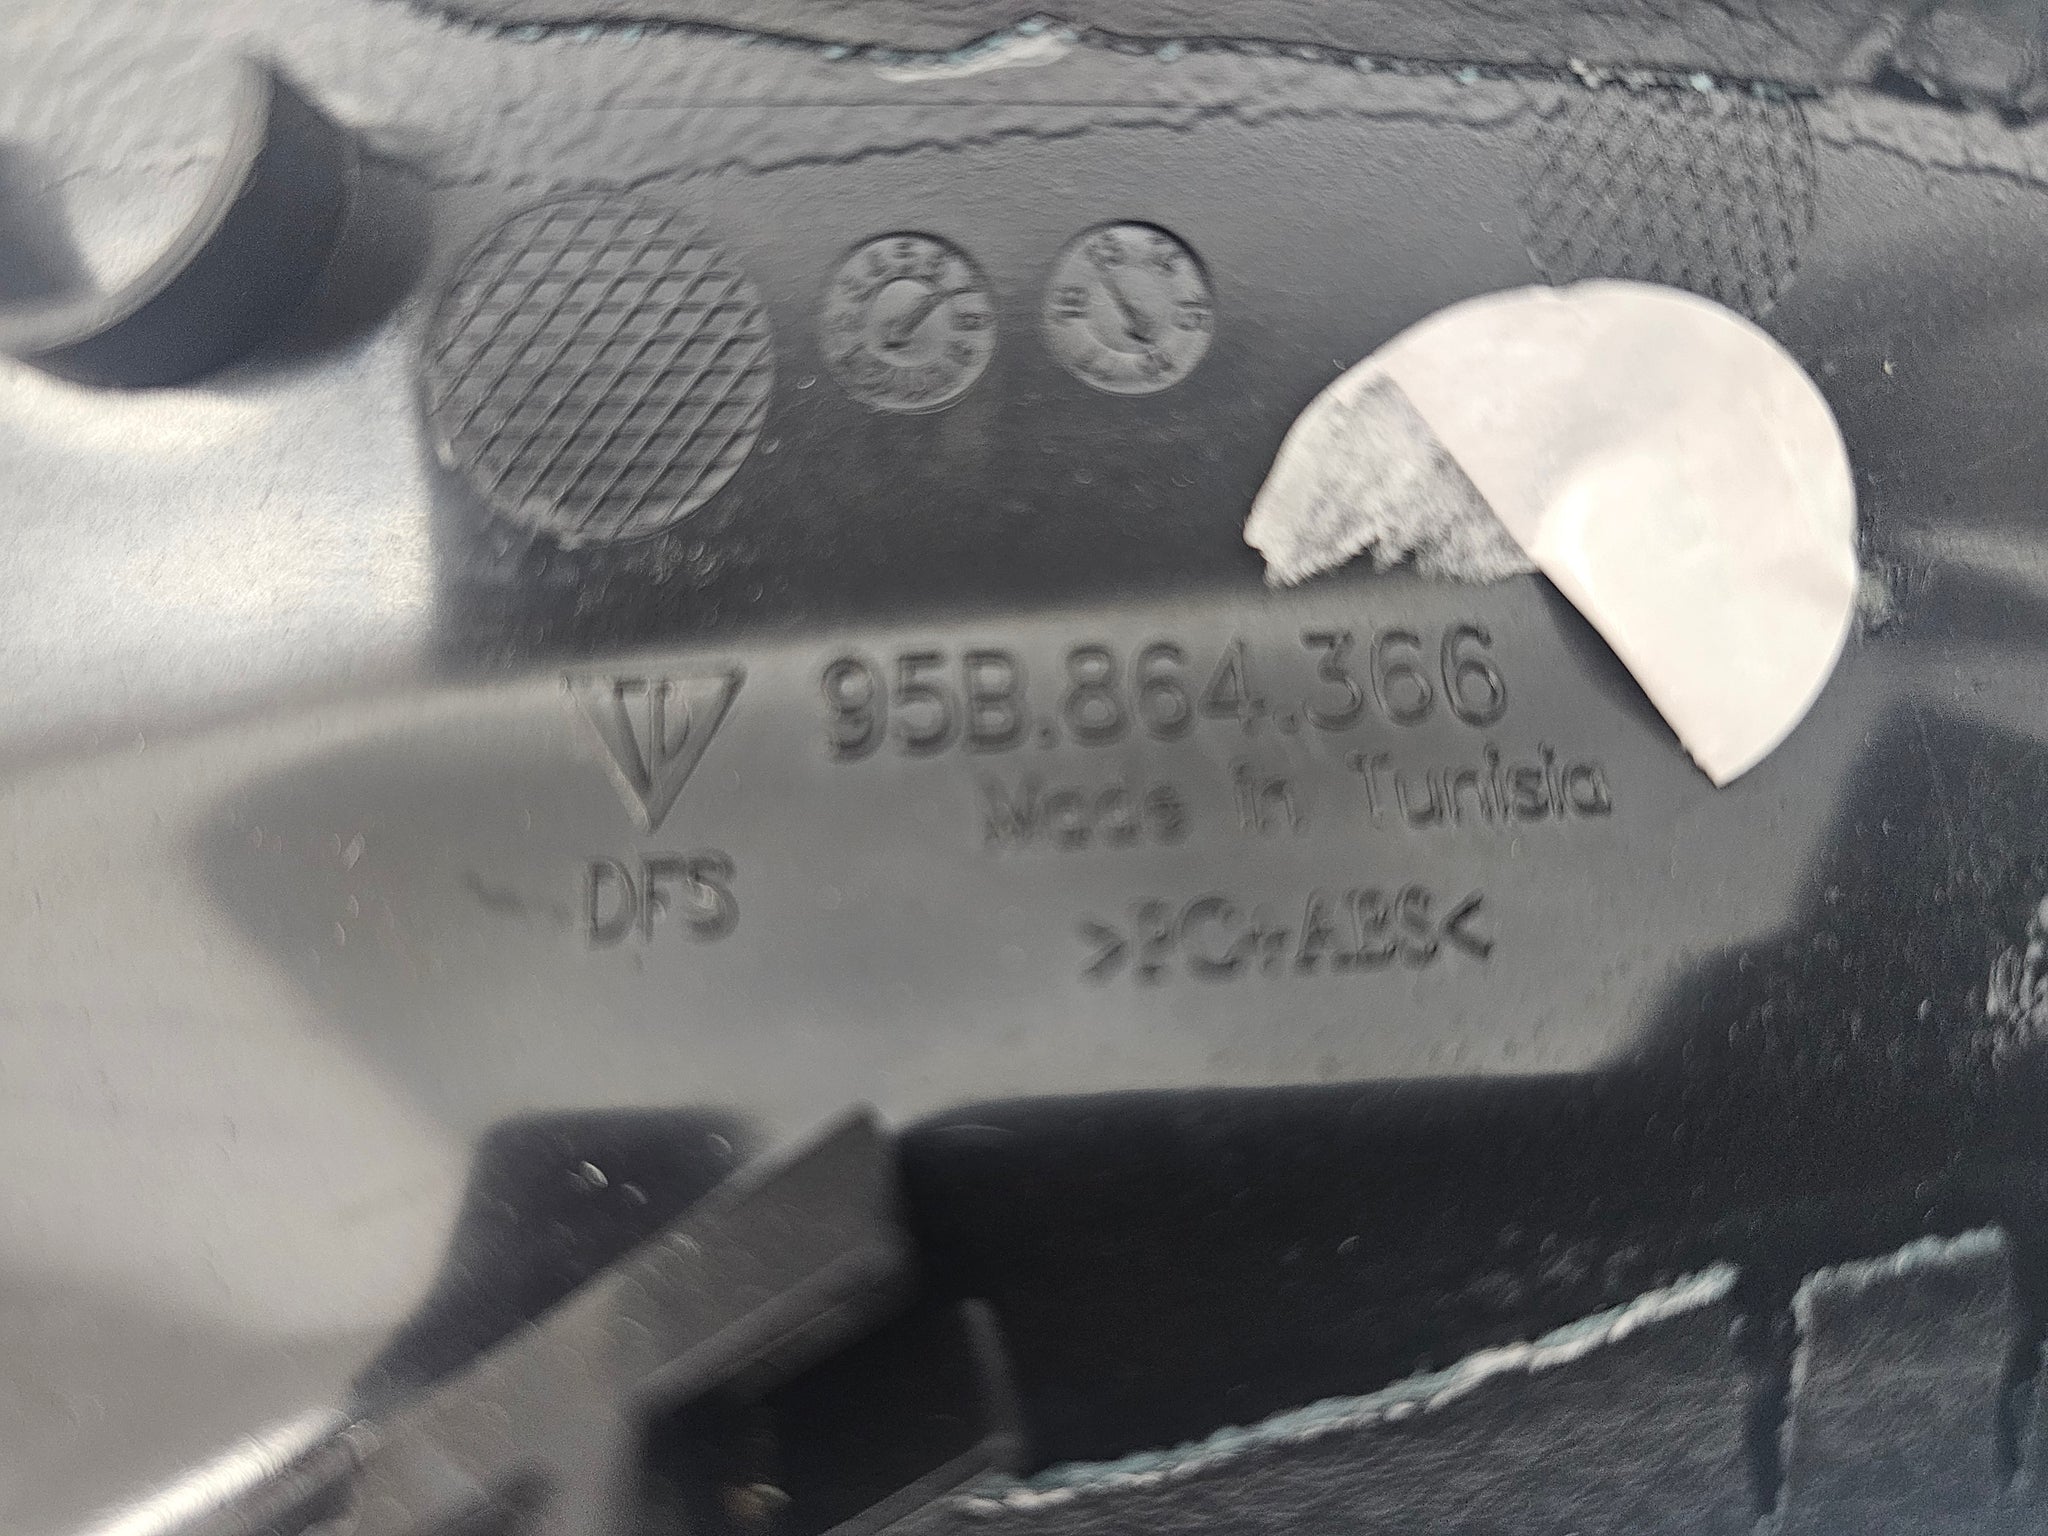 95B.864.366
Made in Tunisia
DFS
>PC+ABS<